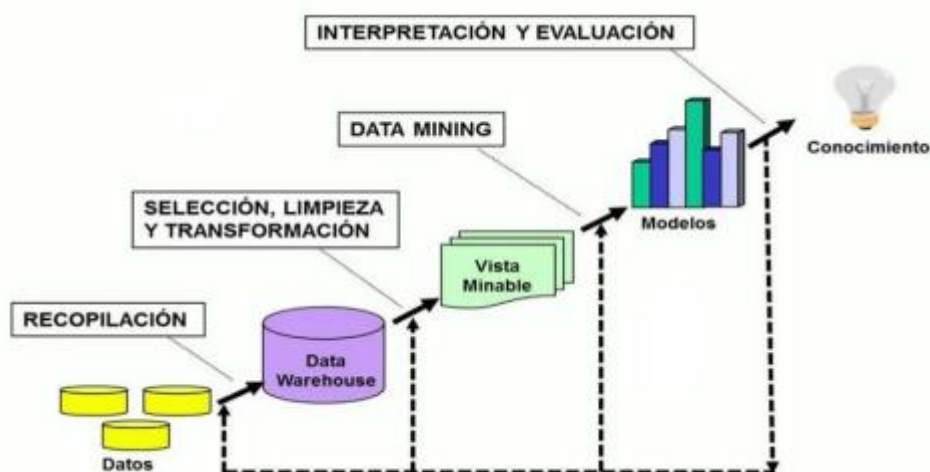 INTERPRETACIÓN Y EVALUACIÓN
Conocimiento
DATA MINING
Modelos
SELECCIÓN, LIMPIEZA
Y TRANSFORMACIÓN
Vista
Minable
RECOPILACIÓN
Data
Warehouse
Datos